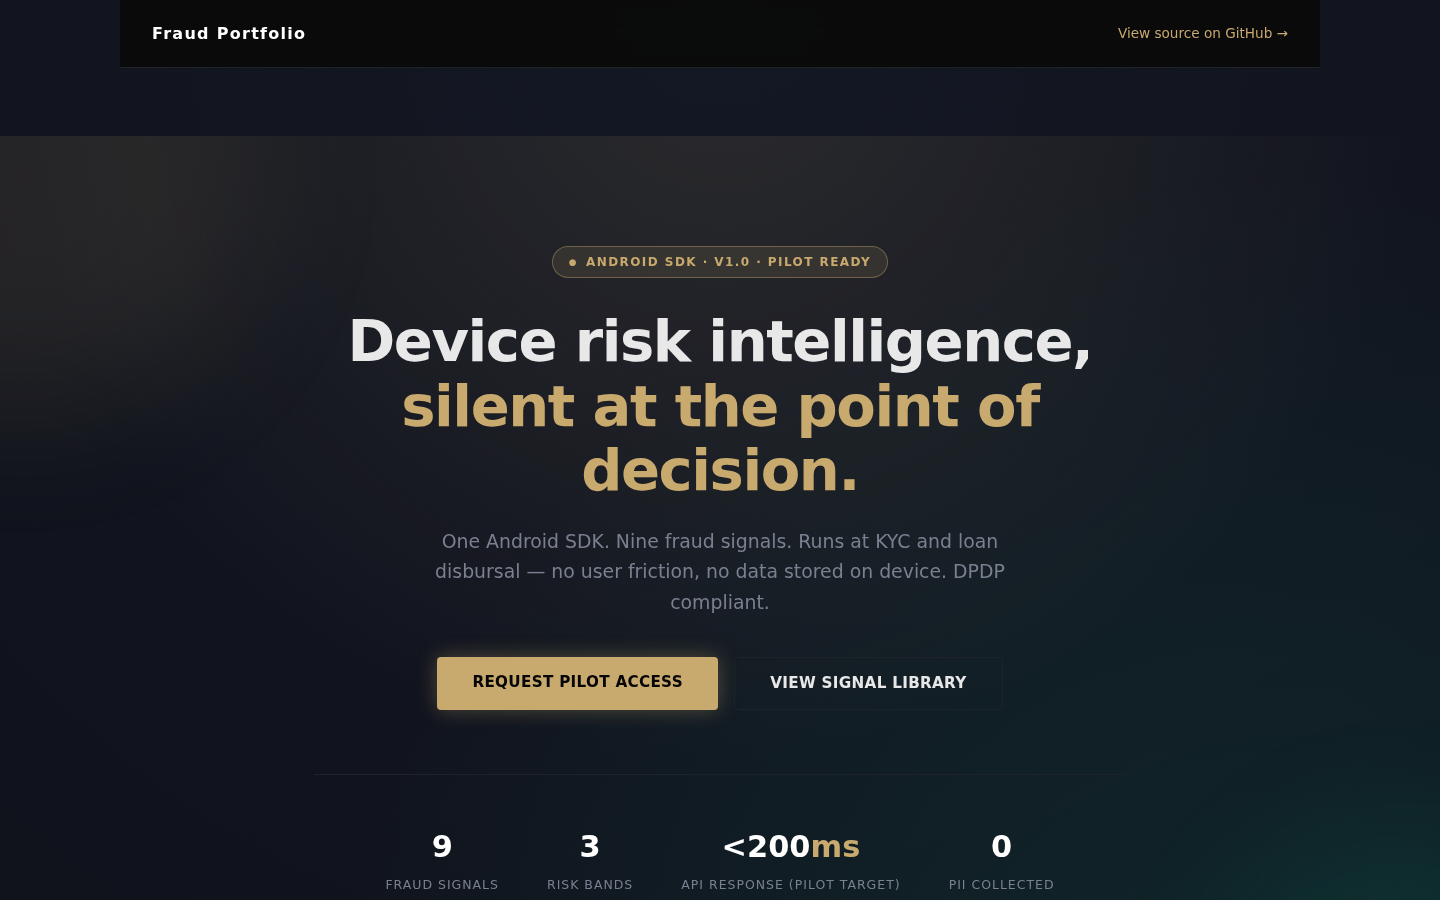 Fraud Portfolio
View source on GitHub →
● ANDROID SDK · V1.0 · PILOT READY
Device risk intelligence,
silent at the point of
decision.
One Android SDK. Nine fraud signals. Runs at KYC and loan
disbursal — no user friction, no data stored on device. DPDP
compliant.
REQUEST PILOT ACCESS
VIEW SIGNAL LIBRARY
9
FRAUD SIGNALS
3
RISK BANDS
<200ms
API RESPONSE (PILOT TARGET)
0
PII COLLECTED